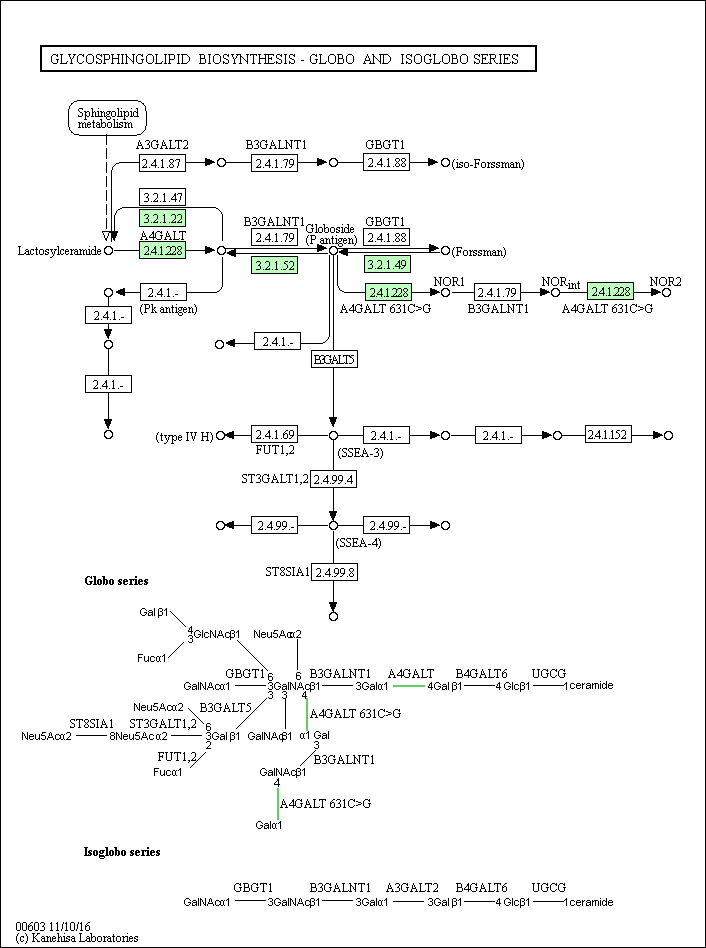 GLYCOSPHINGOLIPID BIOSYNTHESIS - GLOBO AND ISOGLOBO SERIES
Sphingolipid
metabolism
A3GALT2
B3GALNT1
GBGT1
2.4.1.87
2.4.1.79
2.4.1.88
(iso-Forssman)
3.2.1.47
3.2.1.22
A4GALT
B3GALNT1
Globoside
(P antigen)
GBGT1
2.4.1.79
2.4.1.88
Lactosylceramide
2.4.1.228
(Forssman)
3.2.1.52
3.2.1.49
2.4.1.-
(Pk antigen)
2.4.1.228
A4GALT 631C>G
NOR1
2.4.1.79
B3GALNT1
NORint
2.4.1.228
A4GALT 631C>G
NOR2
2.4.1.-
2.4.1.-
B3GALT5
2.4.1.-
(type IV H)
2.4.1.69
FUT1,2
(SSEA-3)
2.4.1.-
2.4.1.-
2.4.1.152
ST3GALT1,2
2.4.99.4
2.4.99.-
2.4.99.-
(SSEA-4)
ST8SIA1
2.4.99.8
Globo series
Galβ1
4
3
GlcNAcβ1
Neu5Acα2
Fucα1
GBGT1
6
6
B3GALNT1
A4GALT
B4GALT6
UGCG
GalNAcα1
3GalNAcβ1
3Galα1
4Galβ1
4Glcβ1
1ceramide
3
3
4
Neu5Acα2
B3GALT5
A4GALT 631C>G
ST8SIA1
ST3GALT1,2
6
Neu5Acα2
8Neu5Acα2
3Galβ1
GalNAcβ1
α1Gal
2
3
FUT1,2
Fucα1
B3GALNT1
GalNAcβ1
4
A4GALT 631C>G
Galα1
Isoglobo series
GBGT1
B3GALNT1
A3GALT2
B4GALT6
UGCG
GalNAcα1
3GalNAcβ1
3Galα1
3Galβ1
4Glcβ1
1ceramide
00603 11/10/16
(c) Kanehisa Laboratories